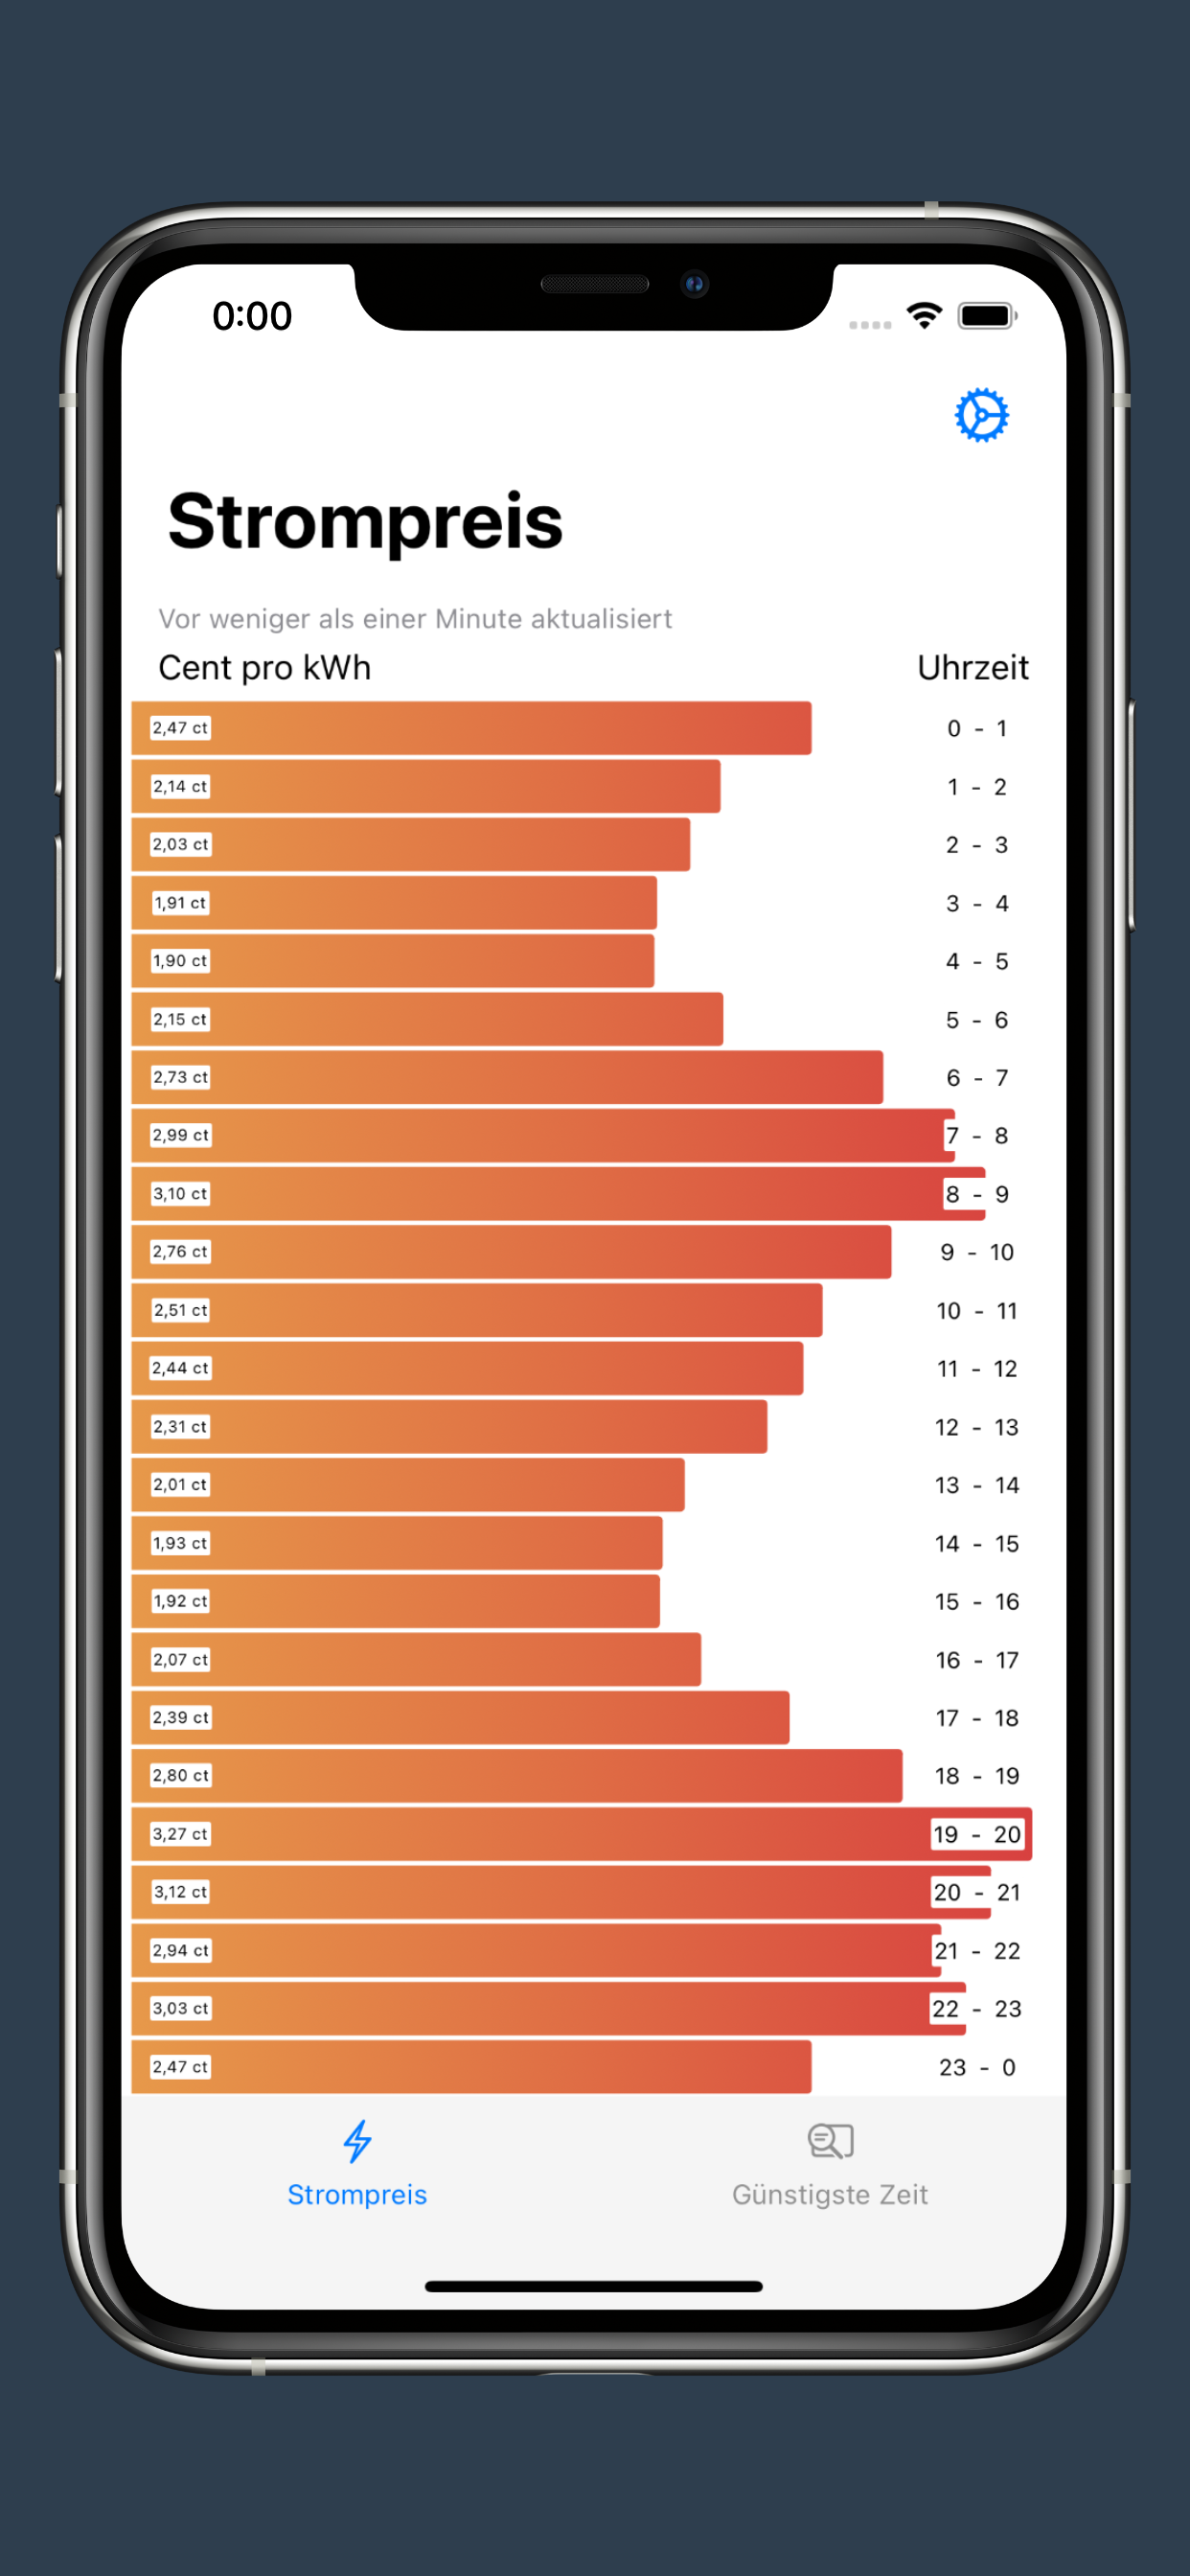 0:00
Strompreis
Vor weniger als einer Minute aktualisiert
Cent pro kWh Uhrzeit
2,47 ct 0 - 1
2,14 ct 1 - 2
2,03 ct 2 - 3
1,91 ct 3 - 4
1,90 ct 4 - 5
2,15 ct 5 - 6
2,73 ct 6 - 7
2,99 ct 7 - 8
3,10 ct 8 - 9
2,76 ct 9 - 10
2,51 ct 10 - 11
2,44 ct 11 - 12
2,31 ct 12 - 13
2,01 ct 13 - 14
1,93 ct 14 - 15
1,92 ct 15 - 16
2,07 ct 16 - 17
2,39 ct 17 - 18
2,80 ct 18 - 19
3,27 ct 19 - 20
3,12 ct 20 - 21
2,94 ct 21 - 22
3,03 ct 22 - 23
2,47 ct 23 - 0
Strompreis Günstigste Zeit